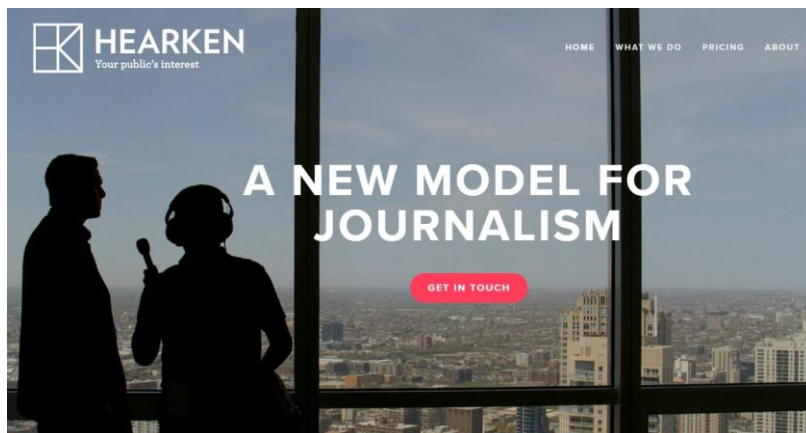 HEARKEN
Your public's interest
HOME WHAT WE DO PRICING ABOUT
A NEW MODEL FOR
JOURNALISM
GET IN TOUCH